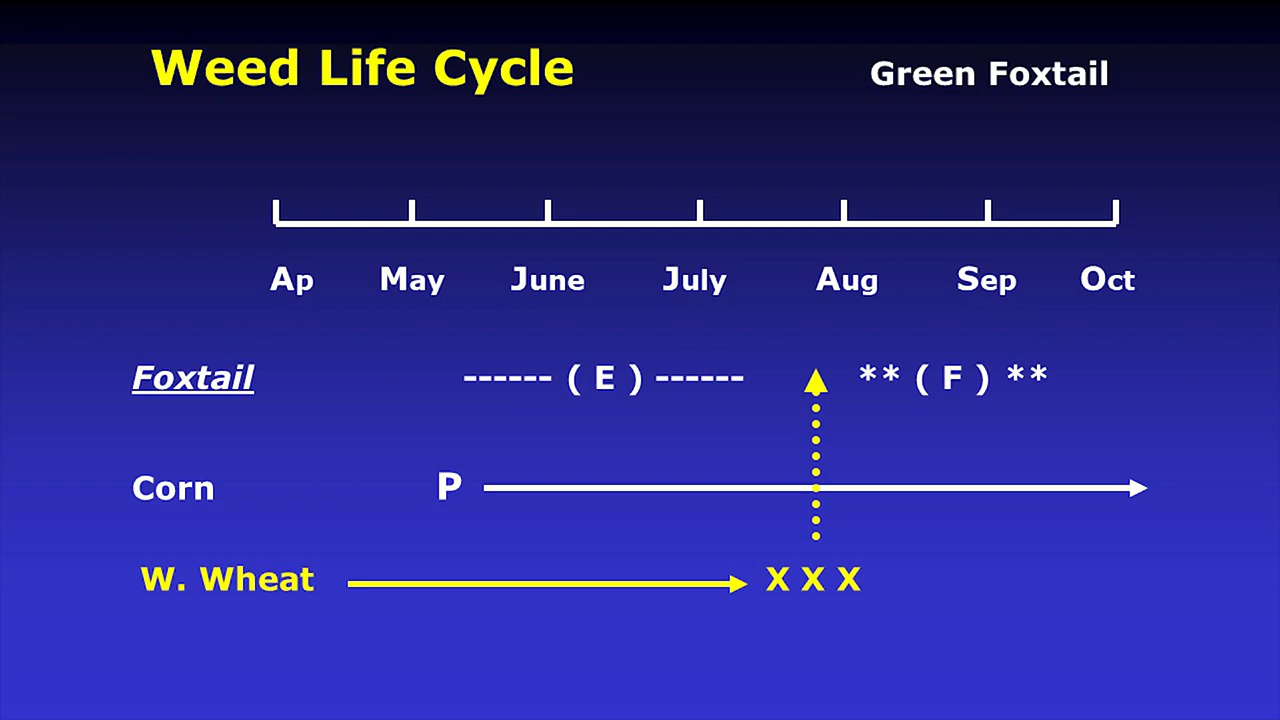 Weed Life Cycle
Green Foxtail
Ap May June July Aug Sep Oct
Foxtail ------ ( E ) ------ ** ( F ) **
Corn P
W. Wheat X X X